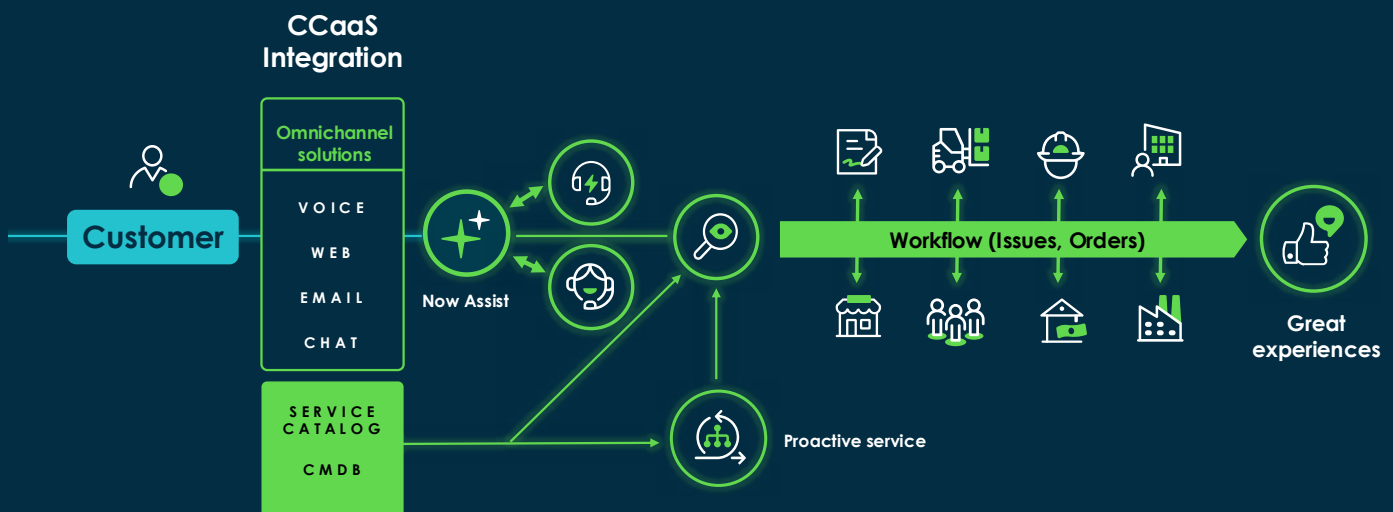 CCaaS
Integration
Omnichannel
solutions
Customer
VOICE
WEB
EMAIL
CHAT
Now Assist
SERVICE
CATALOG
CMDB
Proactive service
Workflow (Issues, Orders)
Great
experiences